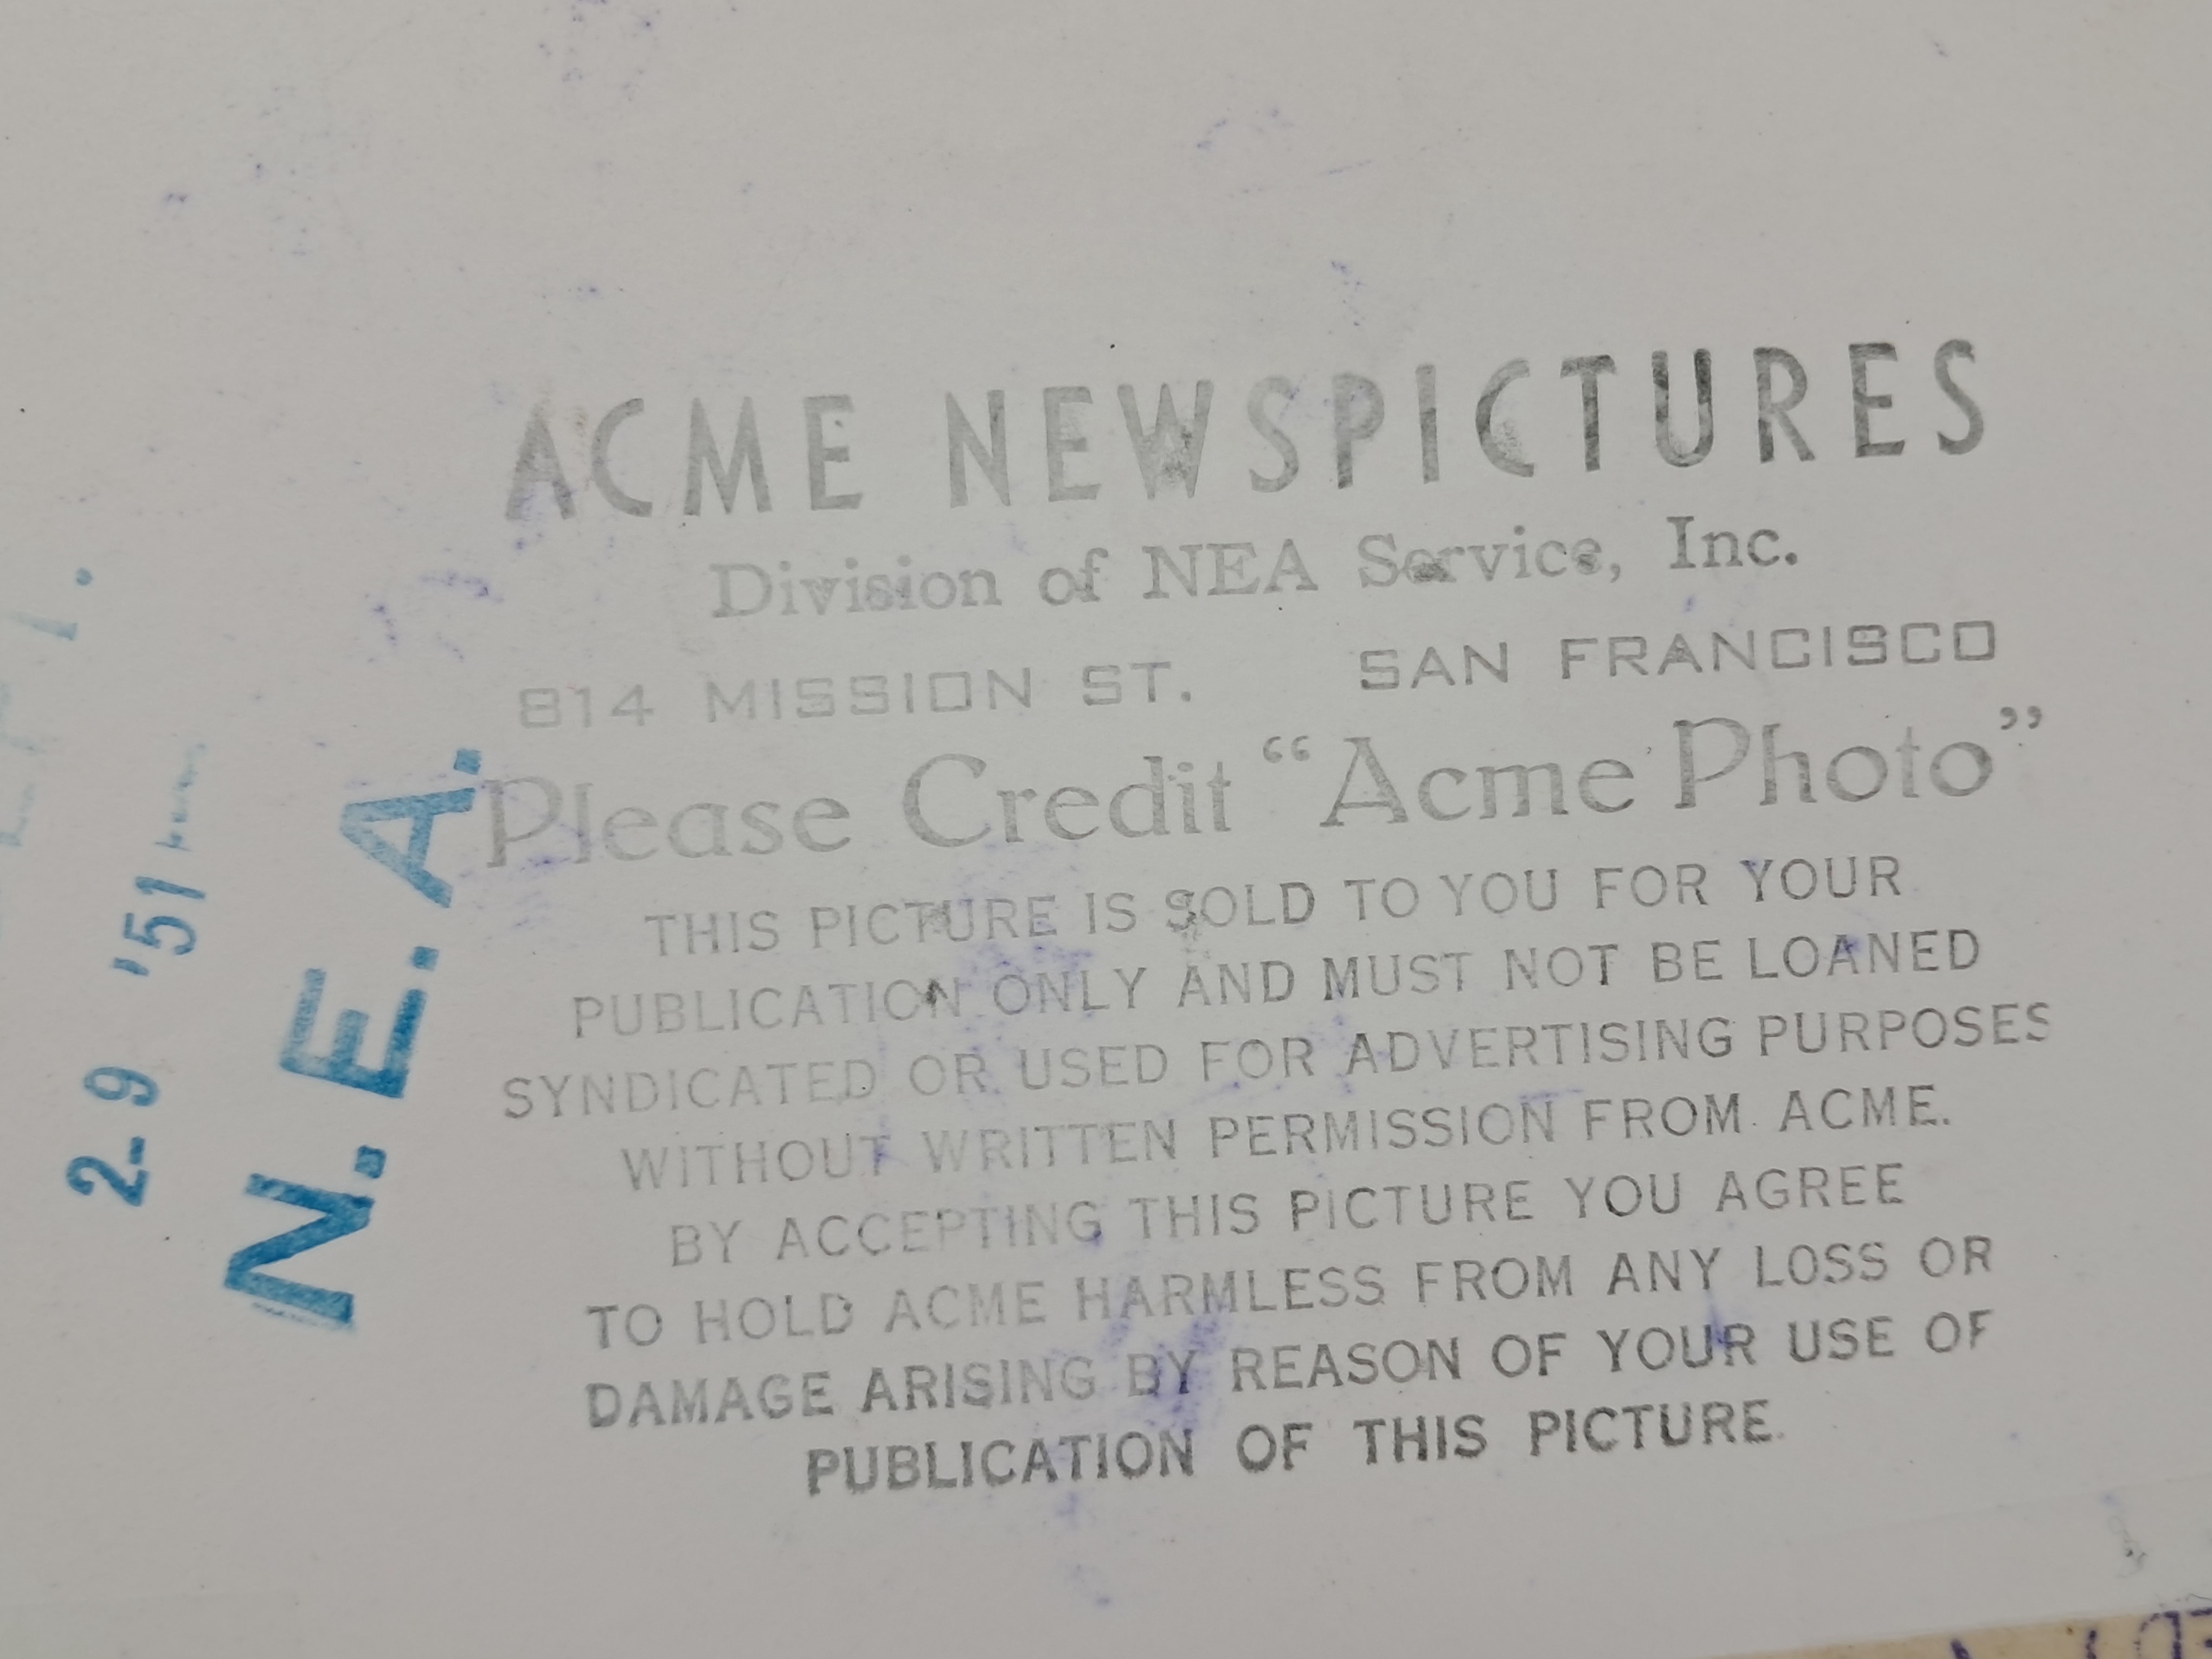 ACME NEWSPICTURES
Division of NEA Service, Inc.
814 MISSION ST. SAN FRANCISCO
Please Credit “Acme Photo”
THIS PICTURE IS SOLD TO YOU FOR YOUR
PUBLICATION ONLY AND MUST NOT BE LOANED
SYNDICATED OR USED FOR ADVERTISING PURPOSES
WITHOUT WRITTEN PERMISSION FROM ACME.
BY ACCEPTING THIS PICTURE YOU AGREE
TO HOLD ACME HARMLESS FROM ANY LOSS OR
DAMAGE ARISING BY REASON OF YOUR USE OF
PUBLICATION OF THIS PICTURE.
N.E.A.
29 '51